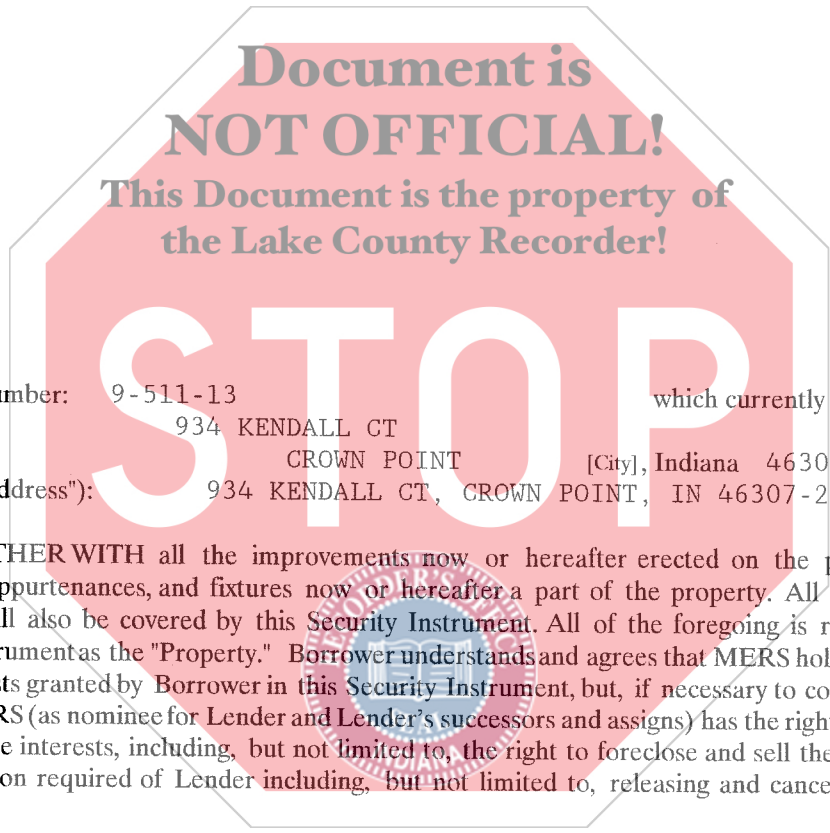 Document is
NOT OFFICIAL!
This Document is the property of
the Lake County Recorder!
STOP
umber: 9-511-13 which currently
934 KENDALL CT
CROWN POINT [City], Indiana 4630
ddress"): 934 KENDALL CT, CROWN POINT, IN 46307-2
THER WITH all the improvements now or hereafter erected on the p
ppurtenances, and fixtures now or hereafter a part of the property. All
ll also be covered by this Security Instrument. All of the foregoing is r
rument as the "Property." Borrower understands and agrees that MERS hol
ts granted by Borrower in this Security Instrument, but, if necessary to co
RS (as nominee for Lender and Lender's successors and assigns) has the right
e interests, including, but not limited to, the right to foreclose and sell the
on required of Lender including, but not limited to, releasing and cance
SEAL
INDIANA